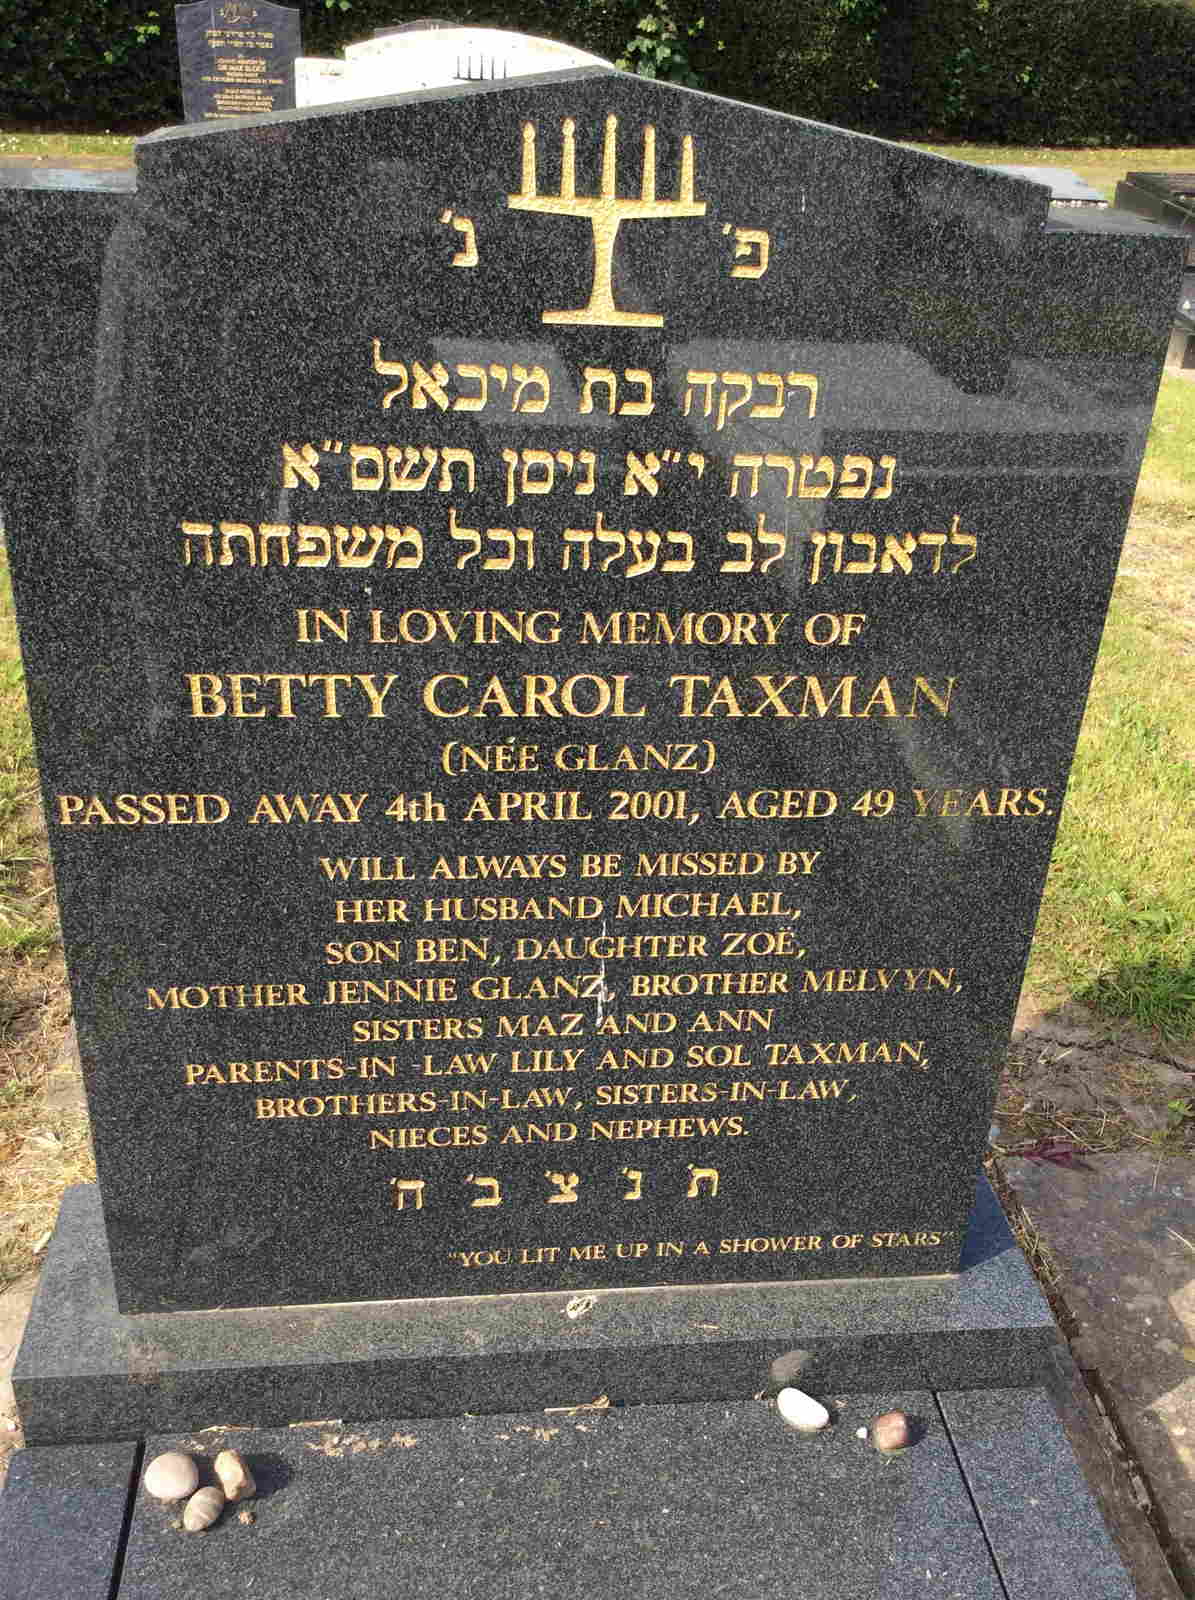 פ' נ'
רבקה בת מיכאל
נפטרה י"א ניסן תשס"א
לדאבון לב בעלה וכל משפחתה
IN LOVING MEMORY OF
BETTY CAROL TAXMAN
(NÉE GLANZ)
PASSED AWAY 4th APRIL 2001, AGED 49 YEARS.
WILL ALWAYS BE MISSED BY
HER HUSBAND MICHAEL,
SON BEN, DAUGHTER ZOË,
MOTHER JENNIE GLANZ, BROTHER MELVYN,
SISTERS MAZ AND ANN
PARENTS-IN -LAW LILY AND SOL TAXMAN,
BROTHERS-IN-LAW, SISTERS-IN-LAW,
NIECES AND NEPHEWS.
ת' נ' צ' ב' ה'
"YOU LIT ME UP IN A SHOWER OF STARS"